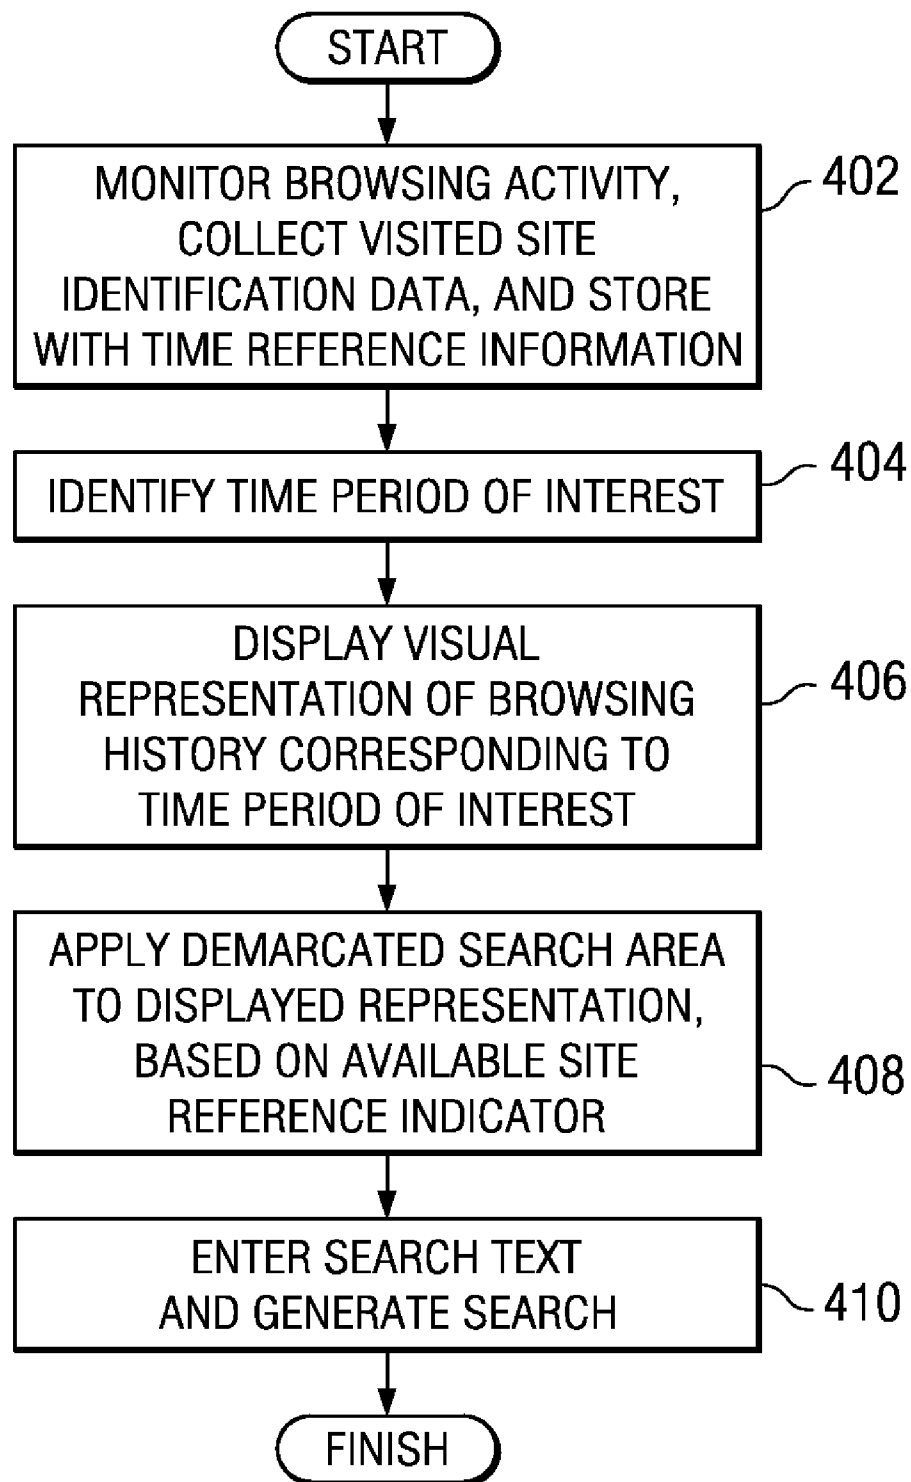 START
MONITOR BROWSING ACTIVITY,
COLLECT VISITED SITE
IDENTIFICATION DATA, AND STORE
WITH TIME REFERENCE INFORMATION
402
IDENTIFY TIME PERIOD OF INTEREST
404
DISPLAY VISUAL
REPRESENTATION OF BROWSING
HISTORY CORRESPONDING TO
TIME PERIOD OF INTEREST
406
APPLY DEMARCATED SEARCH AREA
TO DISPLAYED REPRESENTATION,
BASED ON AVAILABLE SITE
REFERENCE INDICATOR
408
ENTER SEARCH TEXT
AND GENERATE SEARCH
410
FINISH